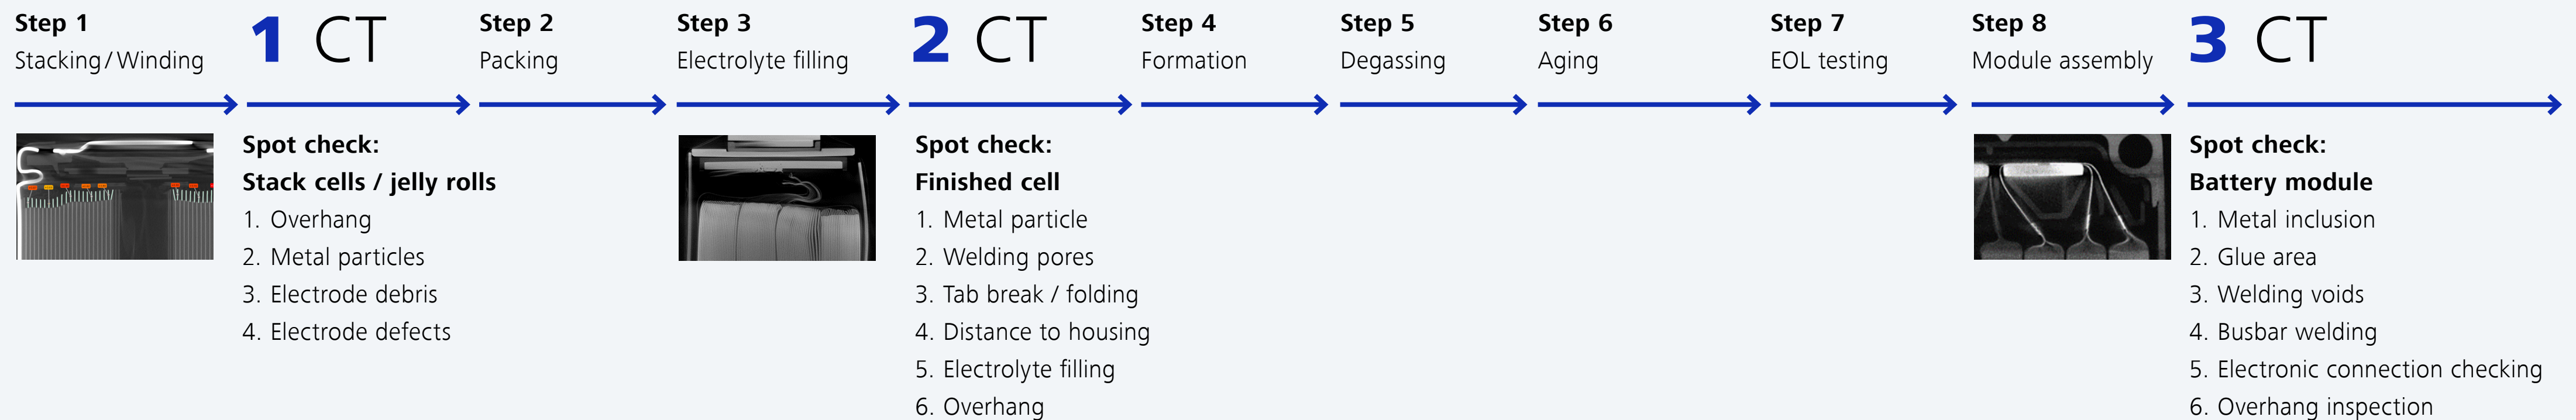 Step 1
Stacking/Winding
1 CT
Step 2
Packing
Step 3
Electrolyte filling
2 CT
Step 4
Formation
Step 5
Degassing
Step 6
Aging
Step 7
EOL testing
Step 8
Module assembly
3 CT
Spot check:
Stack cells / jelly rolls
1. Overhang
2. Metal particles
3. Electrode debris
4. Electrode defects
Spot check:
Finished cell
1. Metal particle
2. Welding pores
3. Tab break / folding
4. Distance to housing
5. Electrolyte filling
6. Overhang
Spot check:
Battery module
1. Metal inclusion
2. Glue area
3. Welding voids
4. Busbar welding
5. Electronic connection checking
6. Overhang inspection